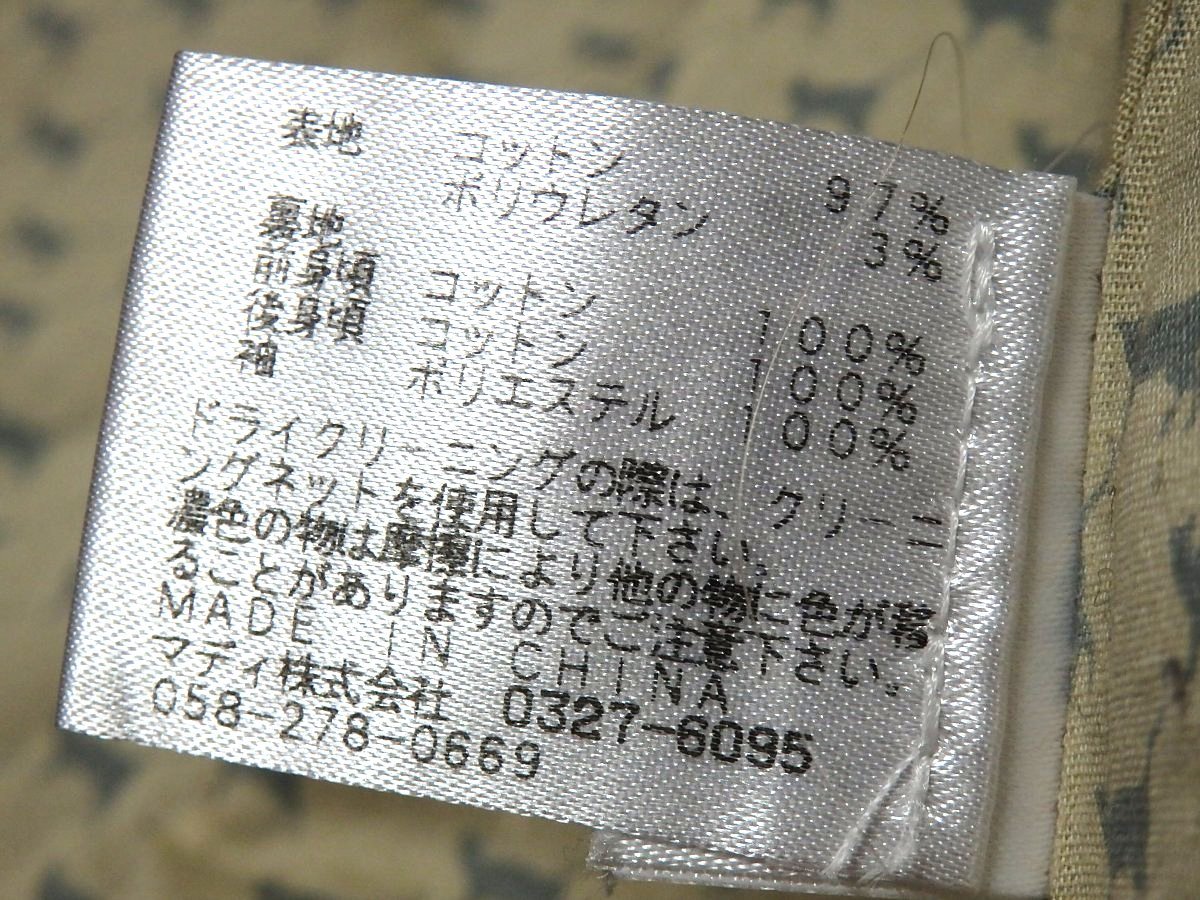 表地 コットン 97%
ポリウレタン 3%
裏地
前身頃 コットン 100%
後身頃 コットン 100%
袖 ポリエステル 100%
ドライクリーニングの際は、クリーニ
ングネットを使用して下さい。
濃色の物は摩擦により他の物に色が着
ることがありますのでご注意下さい。
MADE IN CHINA
マディ株式会社 0327-6095
058-278-0669